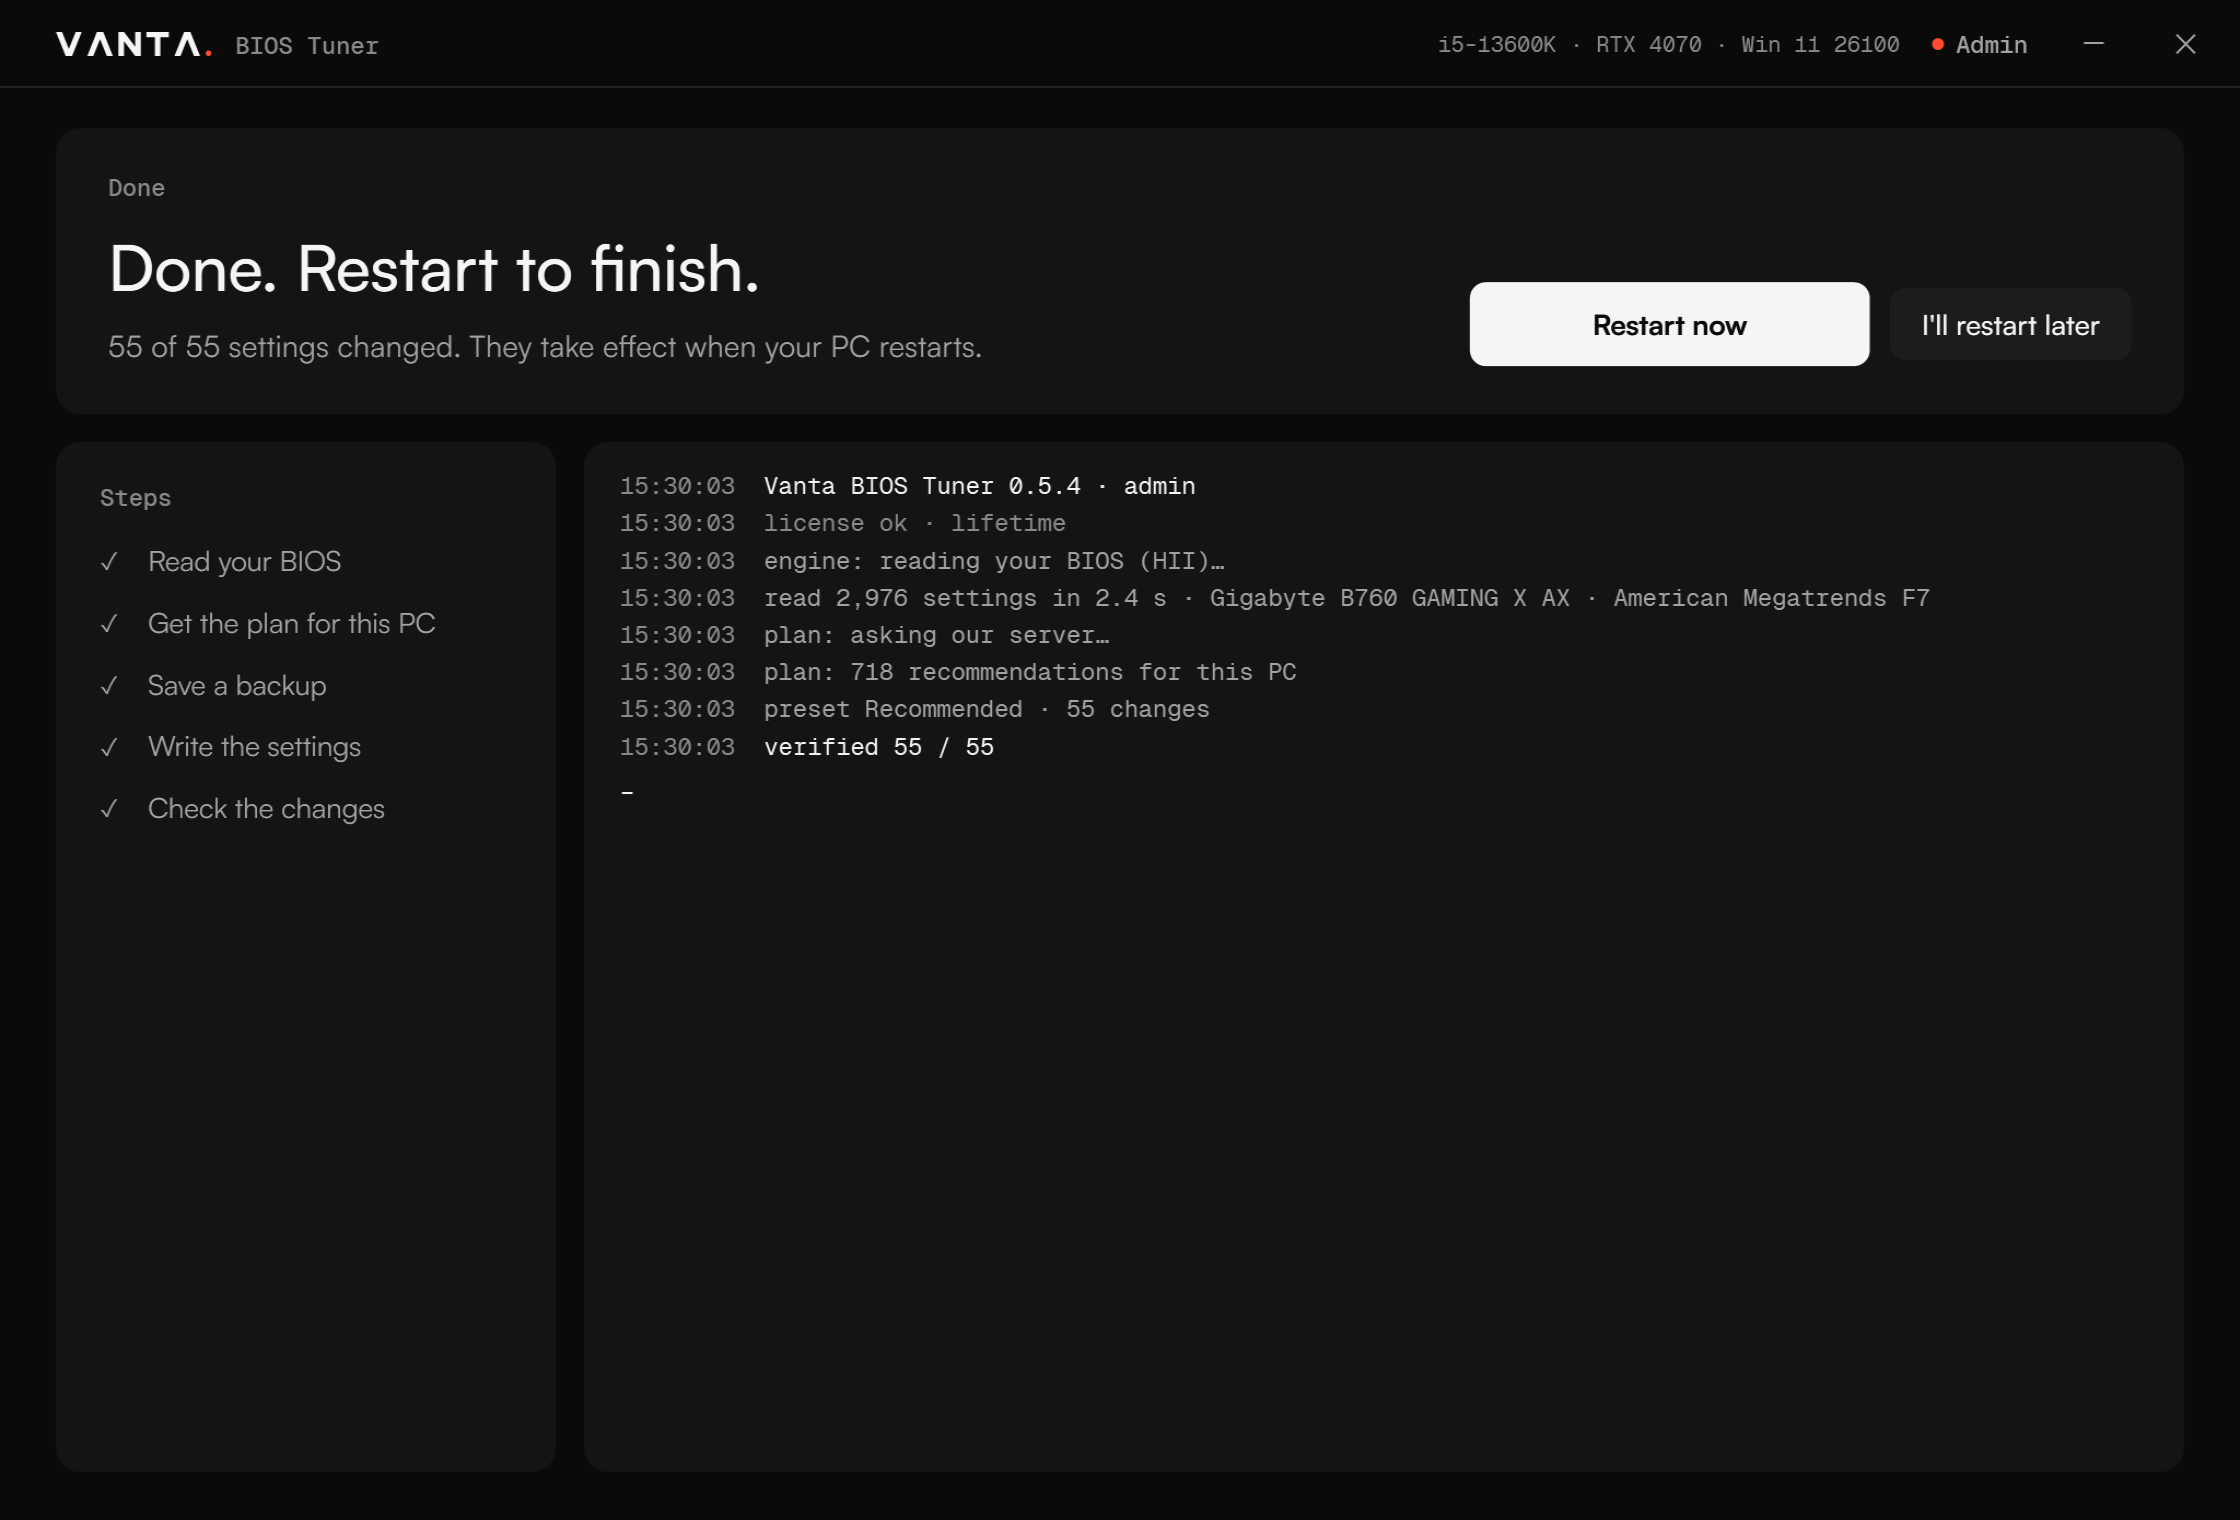 VANTA. BIOS Tuner
i5-13600K · RTX 4070 · Win 11 26100 Admin
Done
Done. Restart to finish.
55 of 55 settings changed. They take effect when your PC restarts.
Restart now
I'll restart later
Steps
✓ Read your BIOS
✓ Get the plan for this PC
✓ Save a backup
✓ Write the settings
✓ Check the changes
15:30:03 Vanta BIOS Tuner 0.5.4 · admin
15:30:03 license ok · lifetime
15:30:03 engine: reading your BIOS (HII)…
15:30:03 read 2,976 settings in 2.4 s · Gigabyte B760 GAMING X AX · American Megatrends F7
15:30:03 plan: asking our server…
15:30:03 plan: 718 recommendations for this PC
15:30:03 preset Recommended · 55 changes
15:30:03 verified 55 / 55
_